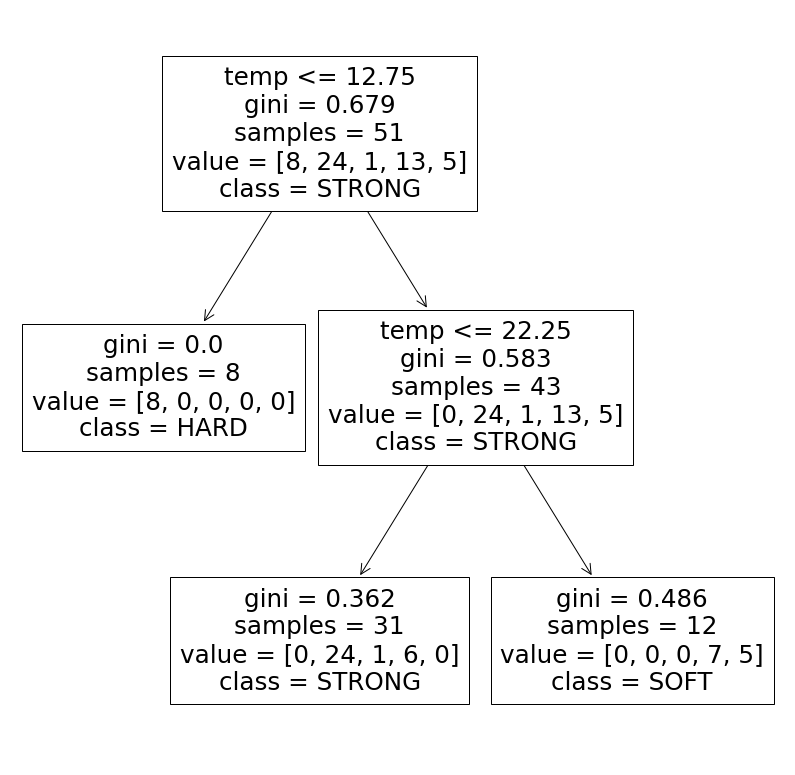 temp <= 12.75
gini = 0.679
samples = 51
value = [8, 24, 1, 13, 5]
class = STRONG
gini = 0.0
samples = 8
value = [8, 0, 0, 0, 0]
class = HARD
temp <= 22.25
gini = 0.583
samples = 43
value = [0, 24, 1, 13, 5]
class = STRONG
gini = 0.362
samples = 31
value = [0, 24, 1, 6, 0]
class = STRONG
gini = 0.486
samples = 12
value = [0, 0, 0, 7, 5]
class = SOFT